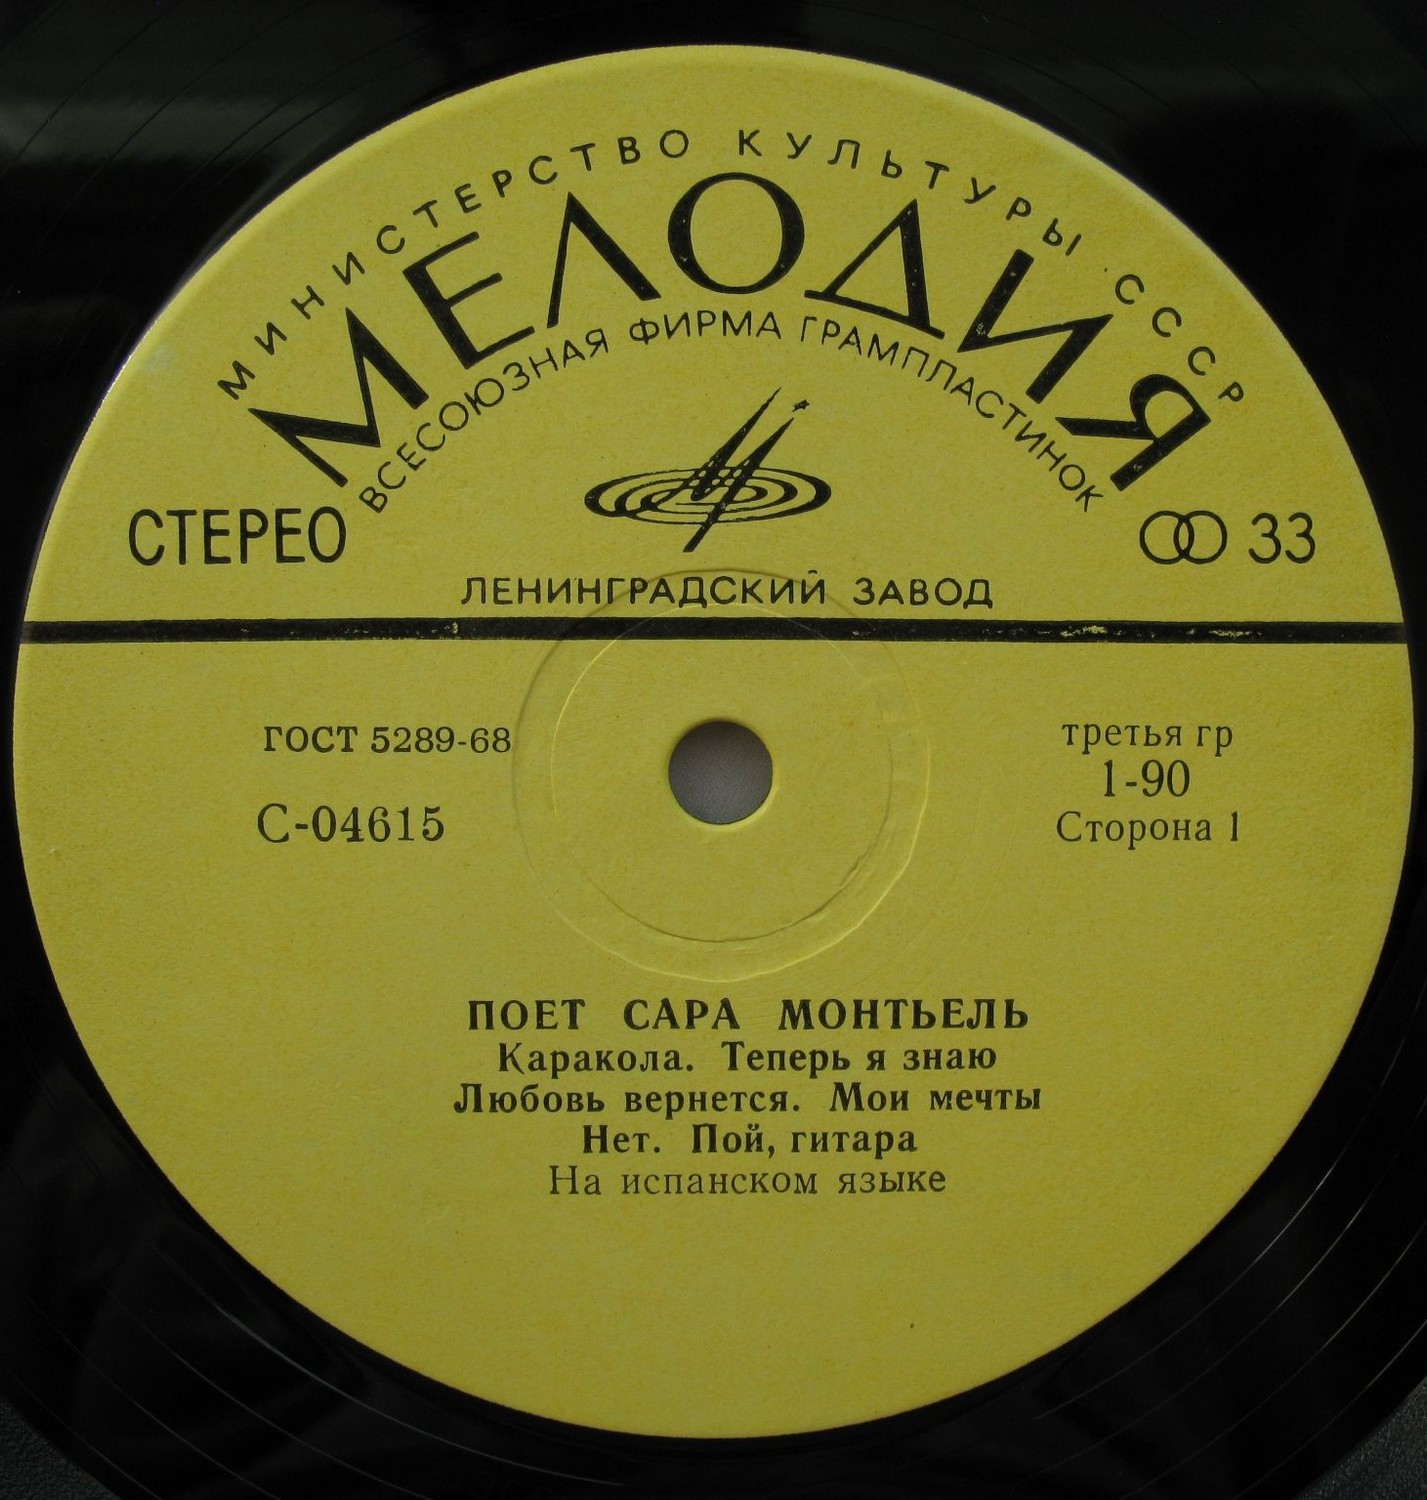 МИНИСТЕРСТВО КУЛЬТУРЫ СССР
МЕЛОДИЯ
ВСЕСОЮЗНАЯ ФИРМА ГРАМПЛАСТИНОК
СТЕРЕО
33
ЛЕНИНГРАДСКИЙ ЗАВОД
ГОСТ 5289-68
третья гр
1-90
С-04615
Сторона 1
ПОЕТ САРА МОНТЬЕЛЬ
Каракола. Теперь я знаю
Любовь вернется. Мои мечты
Нет. Пой, гитара
На испанском языке